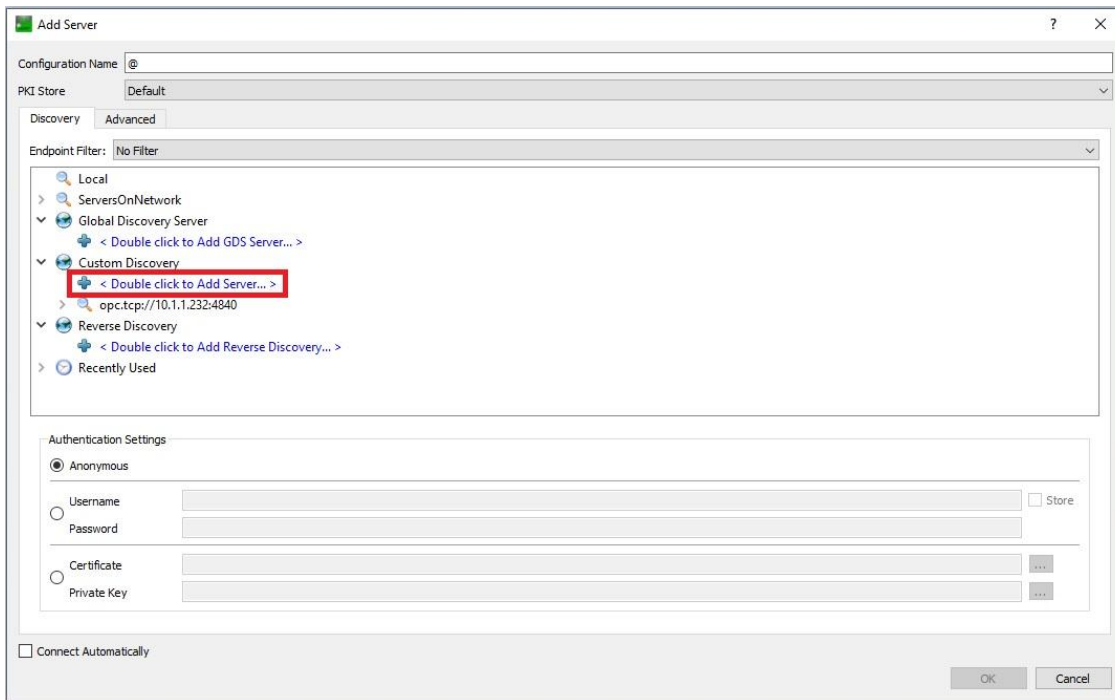 Add Server
Configuration Name @
PKI Store Default
Discovery Advanced
Endpoint Filter: No Filter
Local
ServersOnNetwork
Global Discovery Server
< Double click to Add GDS Server... >
Custom Discovery
< Double click to Add Server... >
opc.tcp://10.1.1.232:4840
Reverse Discovery
< Double click to Add Reverse Discovery... >
Recently Used
Authentication Settings
Anonymous
Username Store
Password
Certificate ...
Private Key ...
Connect Automatically
OK Cancel